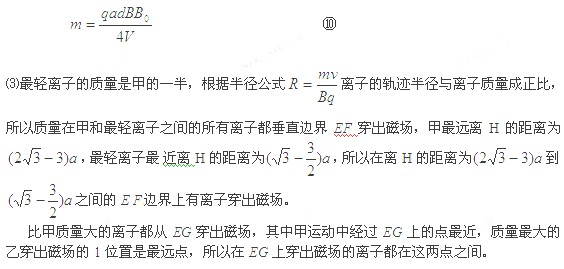 m = qadBB₀/4V ⑩
⑶最轻离子的质量是甲的一半，根据半径公式 R = mv/Bq 离子的轨迹半径与离子质量成正比，
所以质量在甲和最轻离子之间的所有离子都垂直边界 EF 穿出磁场，甲最远离 H 的距离为
(2√3−3)a，最轻离子最近离 H 的距离为(√3−3/2)a，所以在离 H 的距离为(2√3−3)a 到
(√3−3/2)a 之间的 EF 边界上有离子穿出磁场。
比甲质量大的离子都从 EG 穿出磁场，其中甲运动中经过 EG 上的点最近，质量最大的
乙穿出磁场的 1 位置是最远点，所以在 EG 上穿出磁场的离子都在这两点之间。